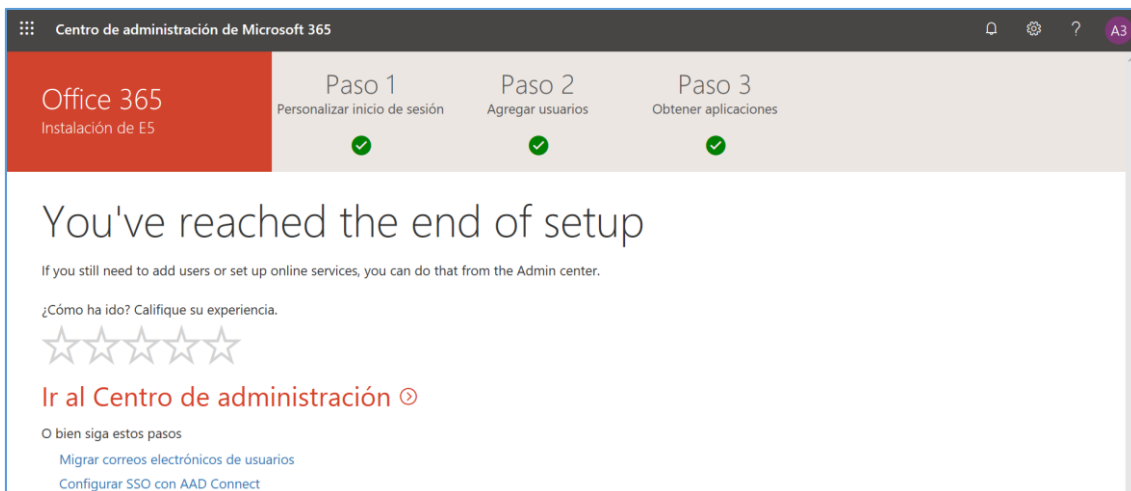 Centro de administración de Microsoft 365
?
A3
Office 365
Instalación de E5
Paso 1
Personalizar inicio de sesión
Paso 2
Agregar usuarios
Paso 3
Obtener aplicaciones
You've reached the end of setup
If you still need to add users or set up online services, you can do that from the Admin center.
¿Cómo ha ido? Califique su experiencia.
Ir al Centro de administración
O bien siga estos pasos
Migrar correos electrónicos de usuarios
Configurar SSO con AAD Connect